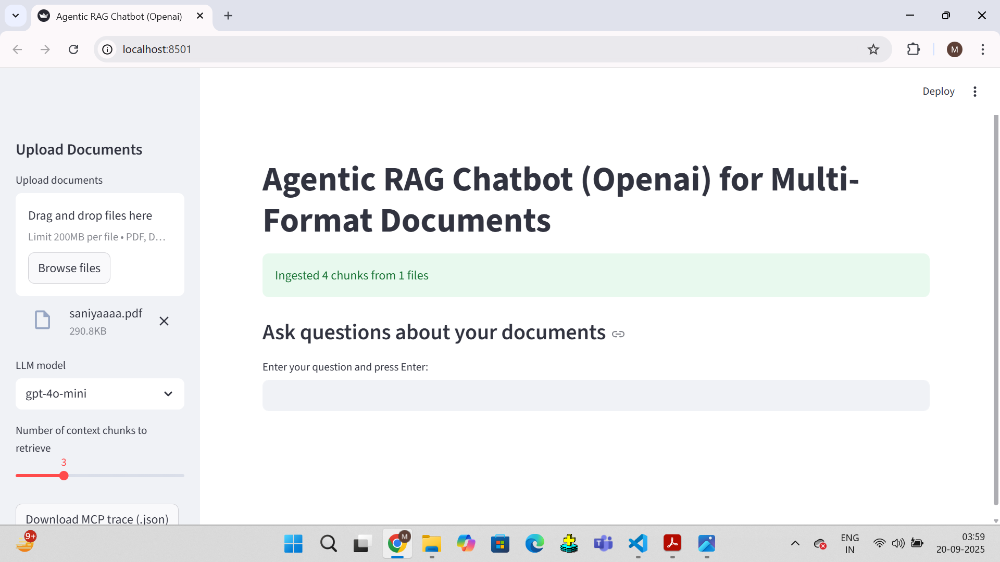 Agentic RAG Chatbot (Openai)
localhost:8501
M
Deploy
Upload Documents
Upload documents
Drag and drop files here
Limit 200MB per file • PDF, D...
Browse files
saniyaaaa.pdf
290.8KB
LLM model
gpt-4o-mini
Number of context chunks to
retrieve
3
Download MCP trace (.json)
Agentic RAG Chatbot (Openai) for Multi-
Format Documents
Ingested 4 chunks from 1 files
Ask questions about your documents
Enter your question and press Enter:
9+
M
T
ENG
IN
03:59
20-09-2025